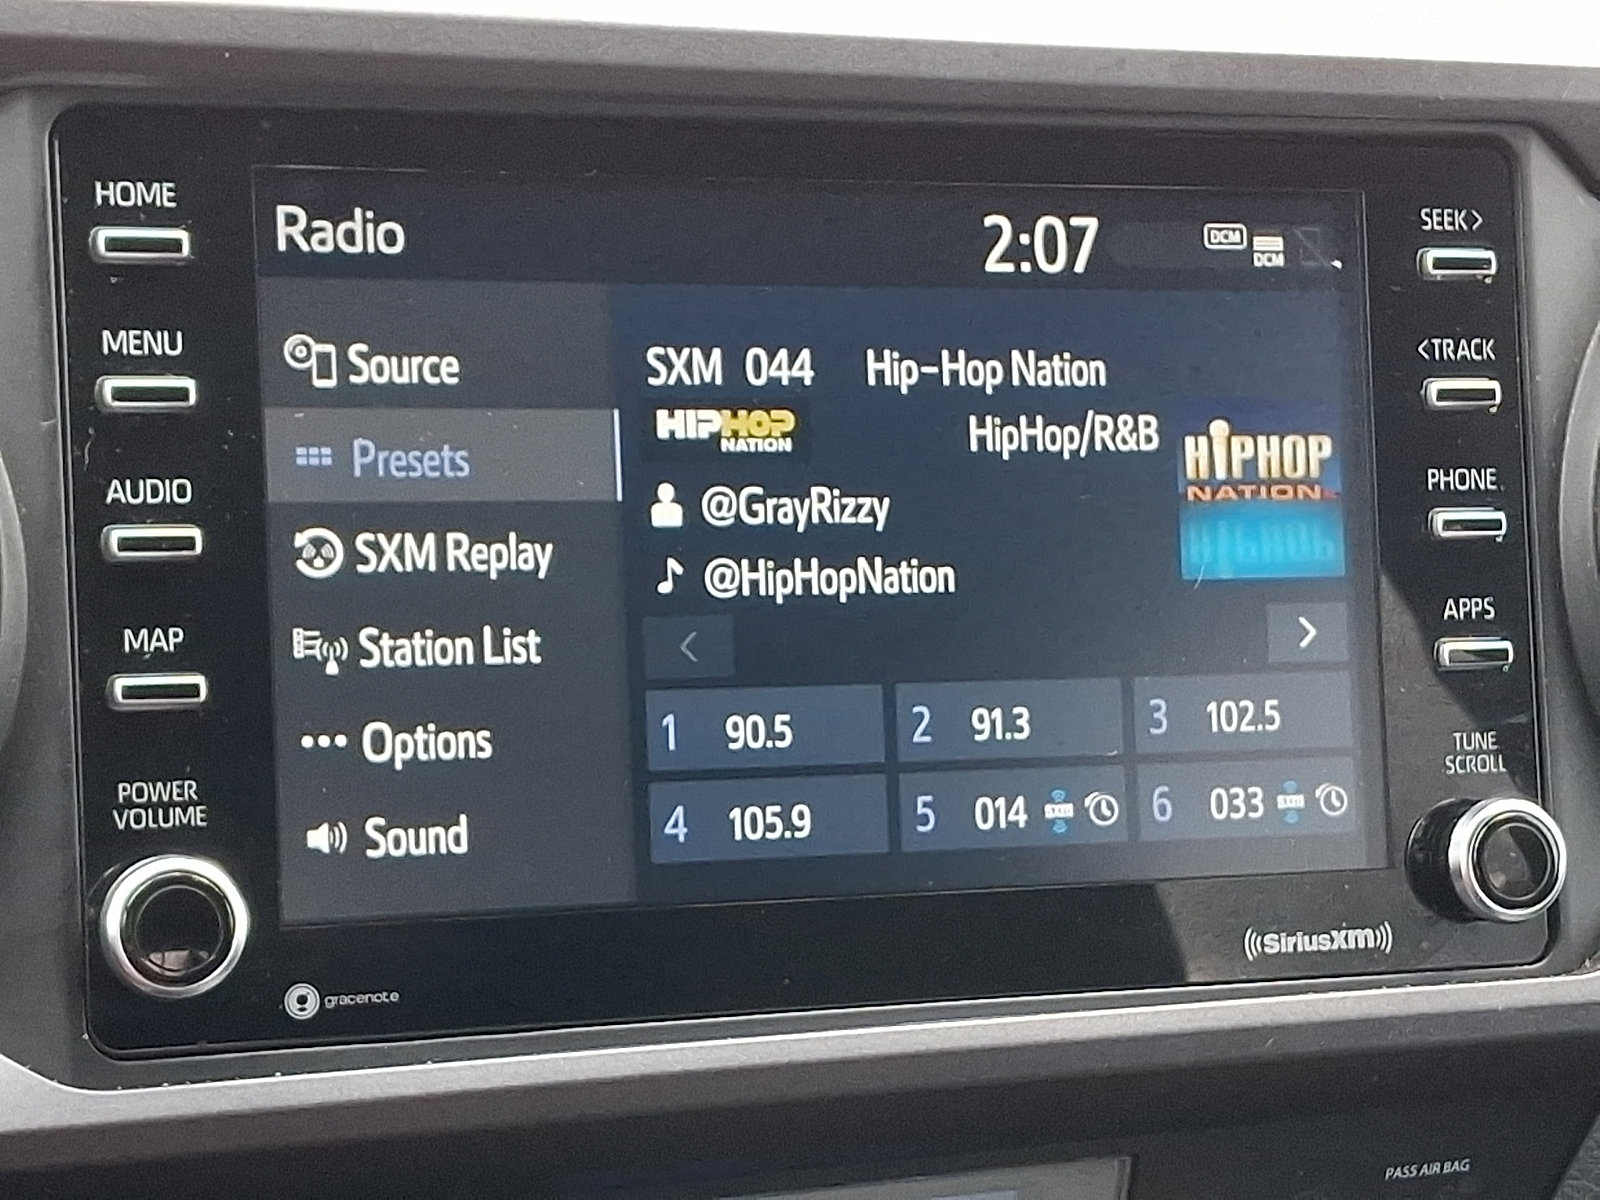 HOME
MENU
AUDIO
MAP
POWER
VOLUME
Radio
2:07
DCM
DCM
Source
Presets
SXM Replay
Station List
Options
Sound
SXM 044 Hip-Hop Nation
HIPHOP
NATION
HipHop/R&B
HIPHOP
NATION
@GrayRizzy
@HipHopNation
1 90.5
2 91.3
3 102.5
4 105.9
5 014 SXM
6 033 SXM
SEEK>
<TRACK
PHONE
APPS
TUNE
SCROLL
gracenote
((SiriusXM))
PASS AIR BAG